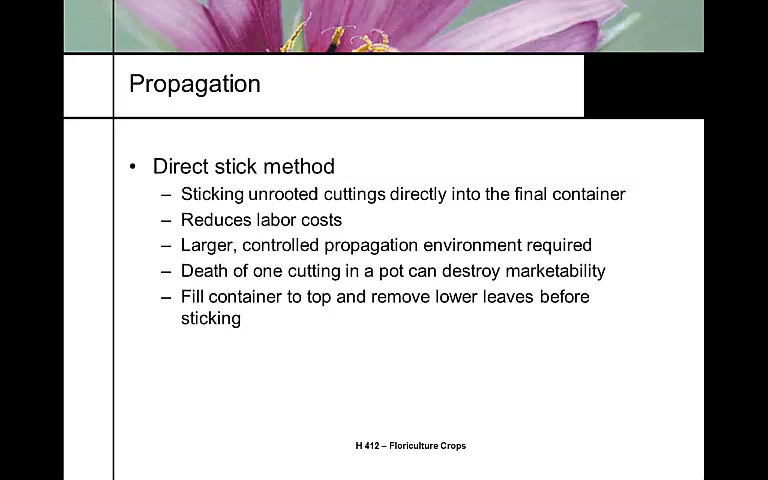 Propagation
• Direct stick method
– Sticking unrooted cuttings directly into the final container
– Reduces labor costs
– Larger, controlled propagation environment required
– Death of one cutting in a pot can destroy marketability
– Fill container to top and remove lower leaves before
sticking
H 412 – Floriculture Crops